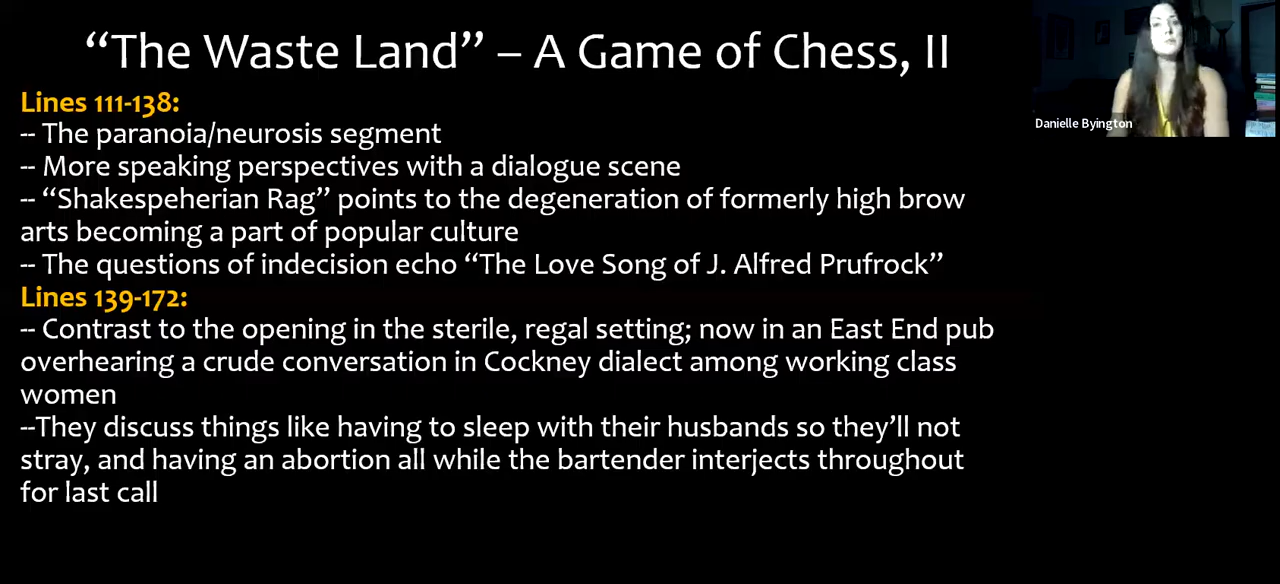 “The Waste Land” – A Game of Chess, II
Danielle Byington
Lines 111-138:
-- The paranoia/neurosis segment
-- More speaking perspectives with a dialogue scene
-- “Shakespeherian Rag” points to the degeneration of formerly high brow
arts becoming a part of popular culture
-- The questions of indecision echo “The Love Song of J. Alfred Prufrock”
Lines 139-172:
-- Contrast to the opening in the sterile, regal setting; now in an East End pub
overhearing a crude conversation in Cockney dialect among working class
women
--They discuss things like having to sleep with their husbands so they’ll not
stray, and having an abortion all while the bartender interjects throughout
for last call